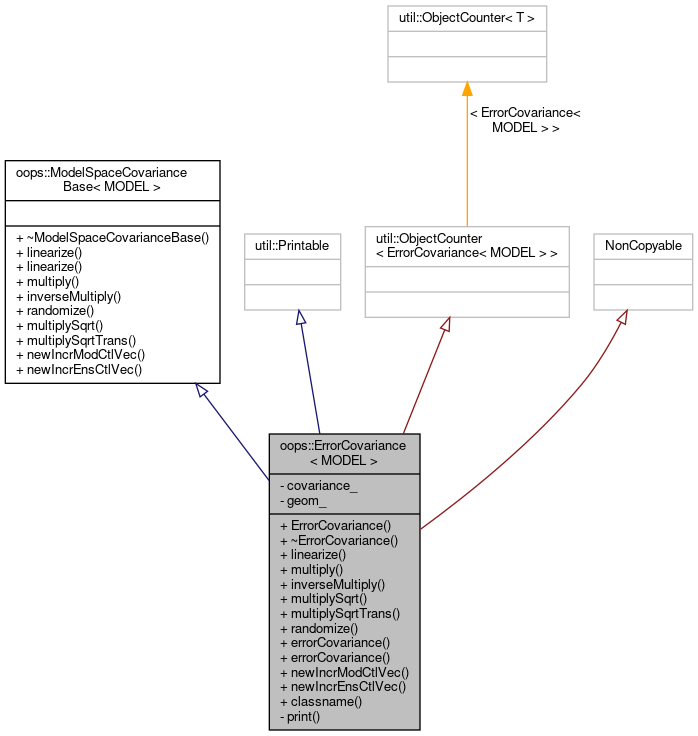 util::ObjectCounter< T >
< ErrorCovariance<
MODEL > >
oops::ModelSpaceCovariance
Base< MODEL >
+ ~ModelSpaceCovarianceBase()
+ linearize()
+ linearize()
+ multiply()
+ inverseMultiply()
+ randomize()
+ multiplySqrt()
+ multiplySqrtTrans()
+ newIncrModCtlVec()
+ newIncrEnsCtlVec()
util::Printable
util::ObjectCounter
< ErrorCovariance< MODEL > >
NonCopyable
oops::ErrorCovariance
< MODEL >
- covariance_
- geom_
+ ErrorCovariance()
+ ~ErrorCovariance()
+ linearize()
+ multiply()
+ inverseMultiply()
+ multiplySqrt()
+ multiplySqrtTrans()
+ randomize()
+ errorCovariance()
+ errorCovariance()
+ newIncrModCtlVec()
+ newIncrEnsCtlVec()
+ classname()
- print()